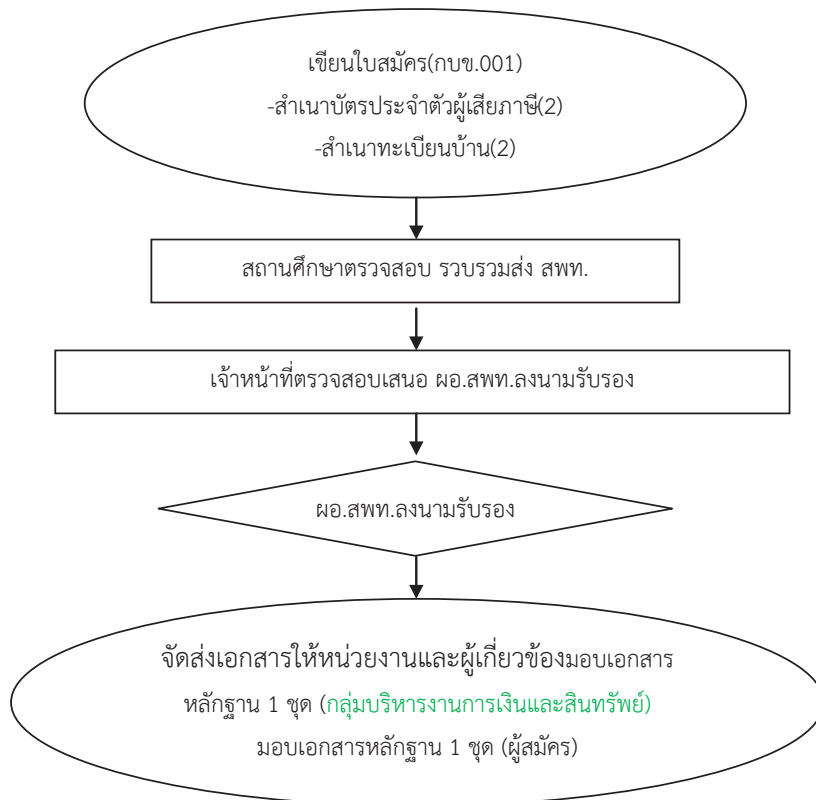 เขียนใบสมัคร(กบข.001)
-สำเนาบัตรประจำตัวผู้เสียภาษี(2)
-สำเนาทะเบียนบ้าน(2)
สถานศึกษาตรวจสอบ รวบรวมส่ง สพท.
เจ้าหน้าที่ตรวจสอบเสนอ ผอ.สพท.ลงนามรับรอง
ผอ.สพท.ลงนามรับรอง
จัดส่งเอกสารให้หน่วยงานและผู้เกี่ยวข้องมอบเอกสาร
หลักฐาน 1 ชุด (กลุ่มบริหารงานการเงินและสินทรัพย์)
มอบเอกสารหลักฐาน 1 ชุด (ผู้สมัคร)